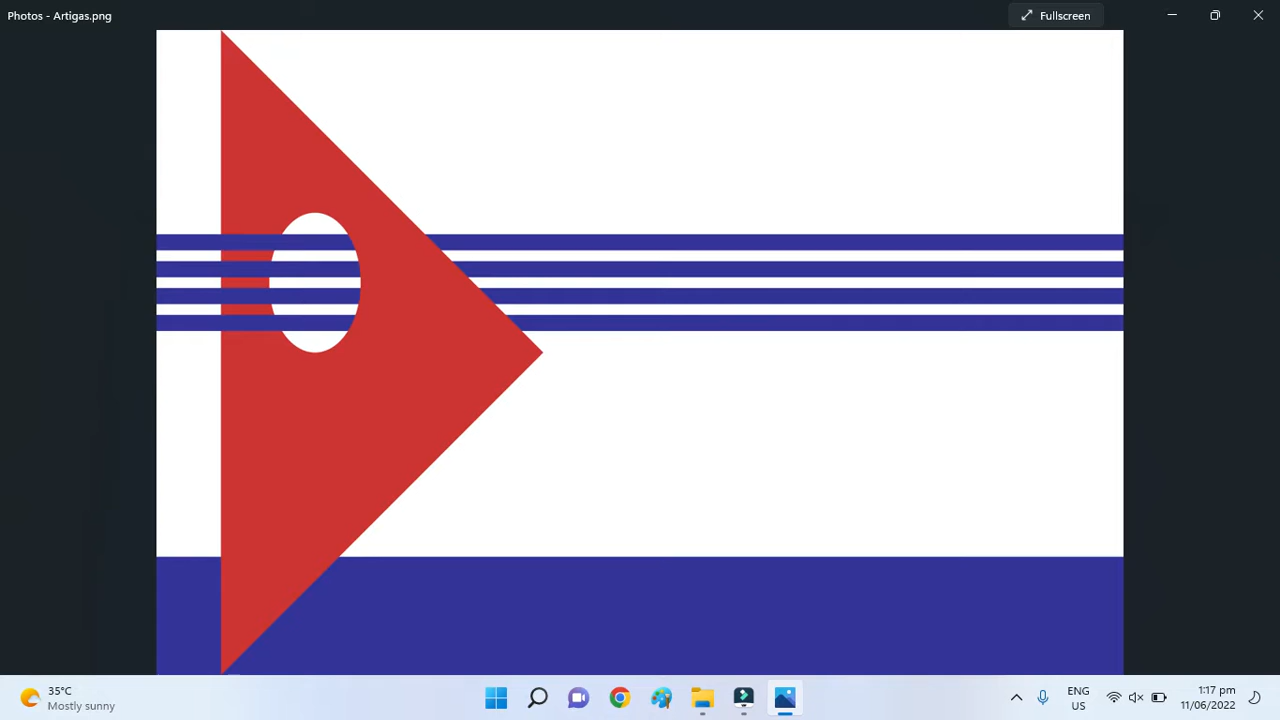 Photos - Artigas.png
Fullscreen
35°C
Mostly sunny
ENG
US
1:17 pm
11/06/2022